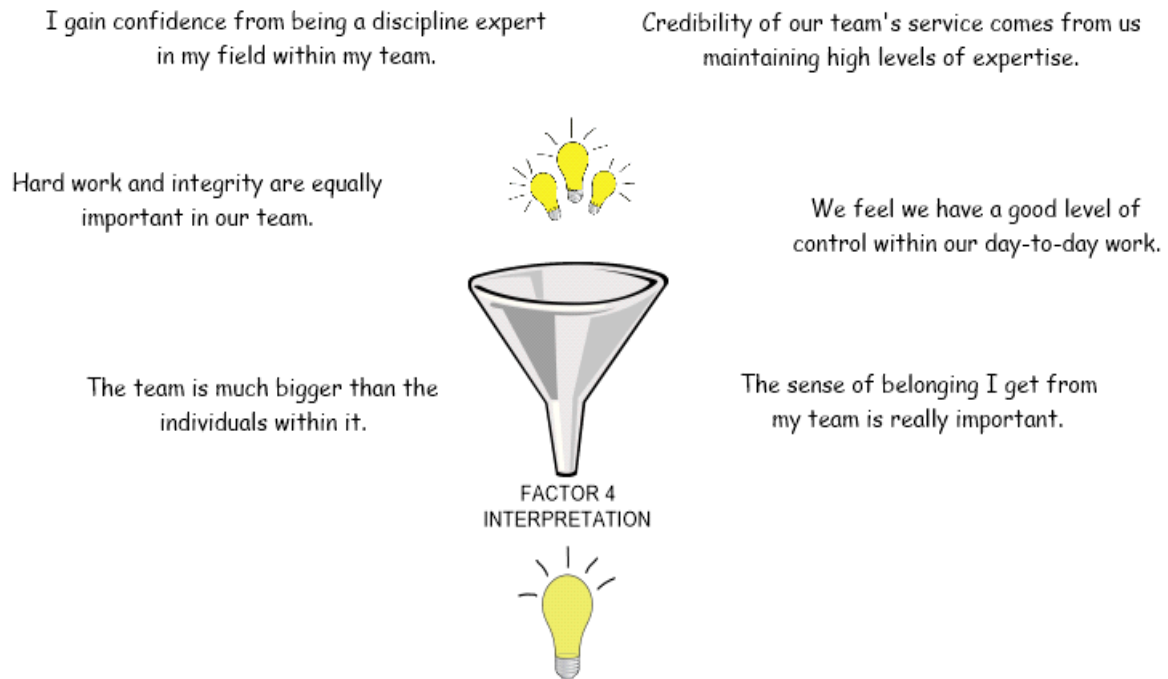 I gain confidence from being a discipline expert
in my field within my team.
Credibility of our team's service comes from us
maintaining high levels of expertise.
Hard work and integrity are equally
important in our team.
We feel we have a good level of
control within our day-to-day work.
The team is much bigger than the
individuals within it.
The sense of belonging I get from
my team is really important.
FACTOR 4
INTERPRETATION